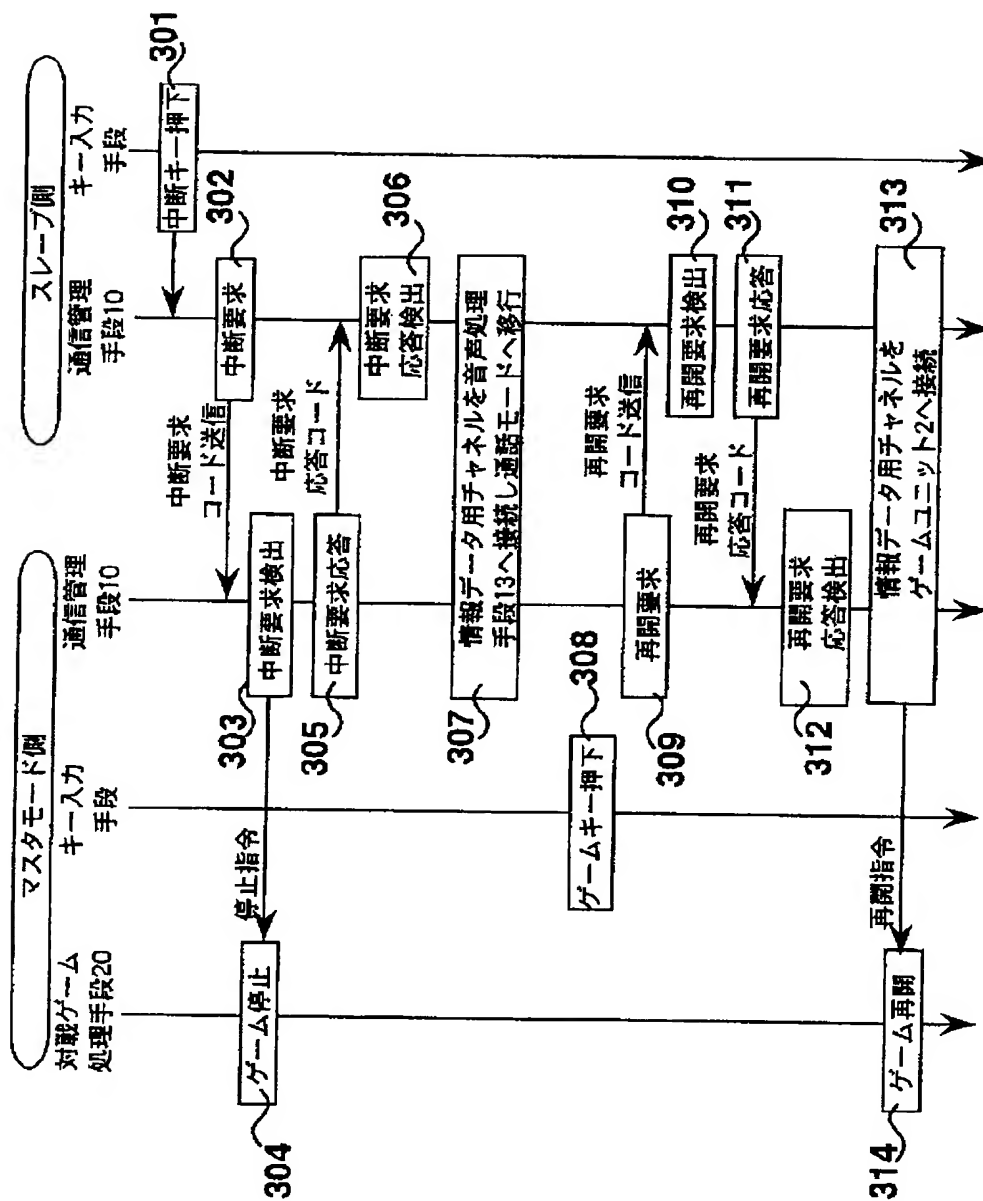 マスタモード側
スレーブ側
対戦ゲーム
処理手段20
キー入力
手段
通信管理
手段10
通信管理
手段10
キー入力
手段
中断キー押下
301
中断要求
302
中断要求
コード送信
中断要求検出
303
停止指令
ゲーム停止
304
中断要求応答
305
中断要求
応答コード
中断要求
応答検出
306
情報データ用チャネルを音声処理
手段13へ接続し通話モードへ移行
307
ゲームキー押下
308
再開要求
309
再開要求
コード送信
再開要求検出
310
再開要求応答
311
再開要求
応答コード
再開要求
応答検出
312
情報データ用チャネルを
ゲームユニット2へ接続
313
再開指令
ゲーム再開
314